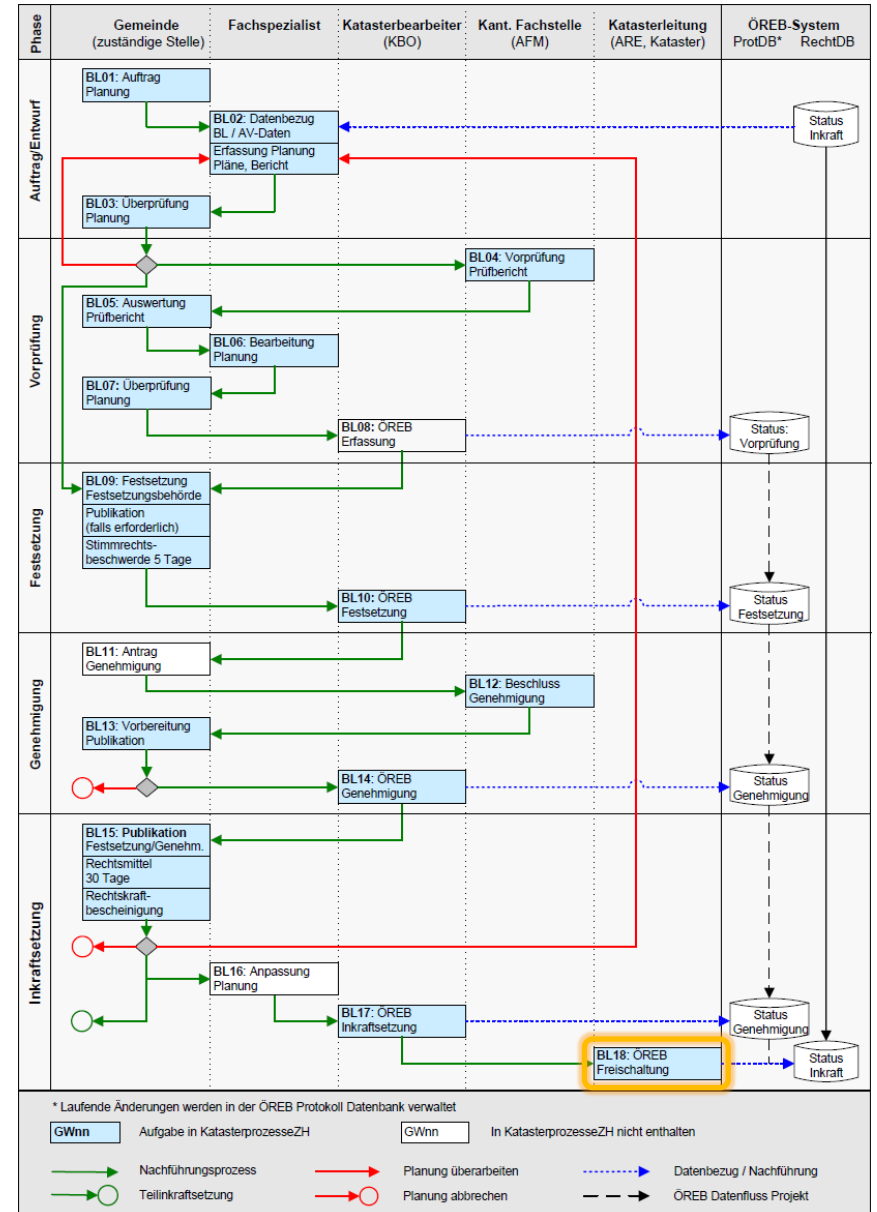 Phase
Gemeinde
(zuständige Stelle)
Fachspezialist
Katasterbearbeiter
(KBO)
Kant. Fachstelle
(AFM)
Katasterleitung
(ARE, Kataster)
ÖREB-System
ProtDB* RechtDB
Auftrag/Entwurf
BL01: Auftrag
Planung
BL02: Datenbezug
BL / AV-Daten
Erfassung Planung
Pläne, Bericht
Status
Inkraft
BL03: Überprüfung
Planung
Vorprüfung
BL04: Vorprüfung
Prüfbericht
BL05: Auswertung
Prüfbericht
BL06: Bearbeitung
Planung
BL07: Überprüfung
Planung
BL08: ÖREB
Erfassung
Status:
Vorprüfung
Festsetzung
BL09: Festsetzung
Festsetzungsbehörde
Publikation
(falls erforderlich)
Stimmrechts-
beschwerde 5 Tage
BL10: ÖREB
Festsetzung
Status
Festsetzung
Genehmigung
BL11: Antrag
Genehmigung
BL12: Beschluss
Genehmigung
BL13: Vorbereitung
Publikation
BL14: ÖREB
Genehmigung
Status
Genehmigung
Inkraftsetzung
BL15: Publikation
Festsetzung/Genehm.
Rechtsmittel
30 Tage
Rechtskraft-
bescheinigung
BL16: Anpassung
Planung
BL17: ÖREB
Inkraftsetzung
Status
Genehmigung
BL18: ÖREB
Freischaltung
Status
Inkraft
* Laufende Änderungen werden in der ÖREB Protokoll Datenbank verwaltet
GWnn Aufgabe in KatasterprozesseZH GWnn In KatasterprozesseZH nicht enthalten
Nachführungsprozess Planung überarbeiten Datenbezug / Nachführung
Teilinkraftsetzung Planung abbrechen ÖREB Datenfluss Projekt